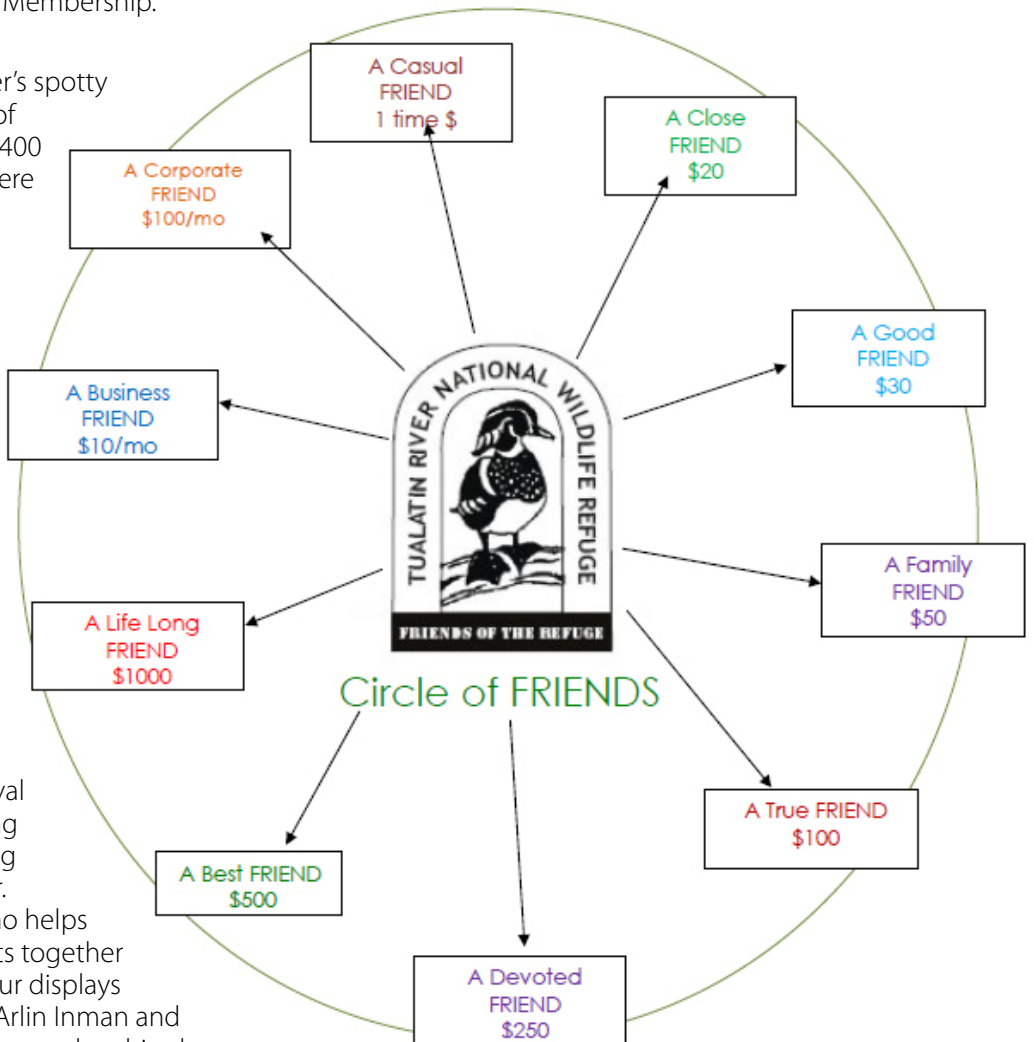 Membership.
er's spotty
of
400
ere
A Casual
FRIEND
1 time $
A Close
FRIEND
$20
A Corporate
FRIEND
$100/mo
A Good
FRIEND
$30
A Business
FRIEND
$10/mo
TUALATIN RIVER NATIONAL WILDLIFE REFUGE
FRIENDS OF THE REFUGE
A Family
FRIEND
$50
A Life Long
FRIEND
$1000
Circle of FRIENDS
A True FRIEND
$100
A Best FRIEND
$500
A Devoted
FRIEND
$250
val
ng
g
r.
no helps
ts together
ur displays
Arlin Inman and